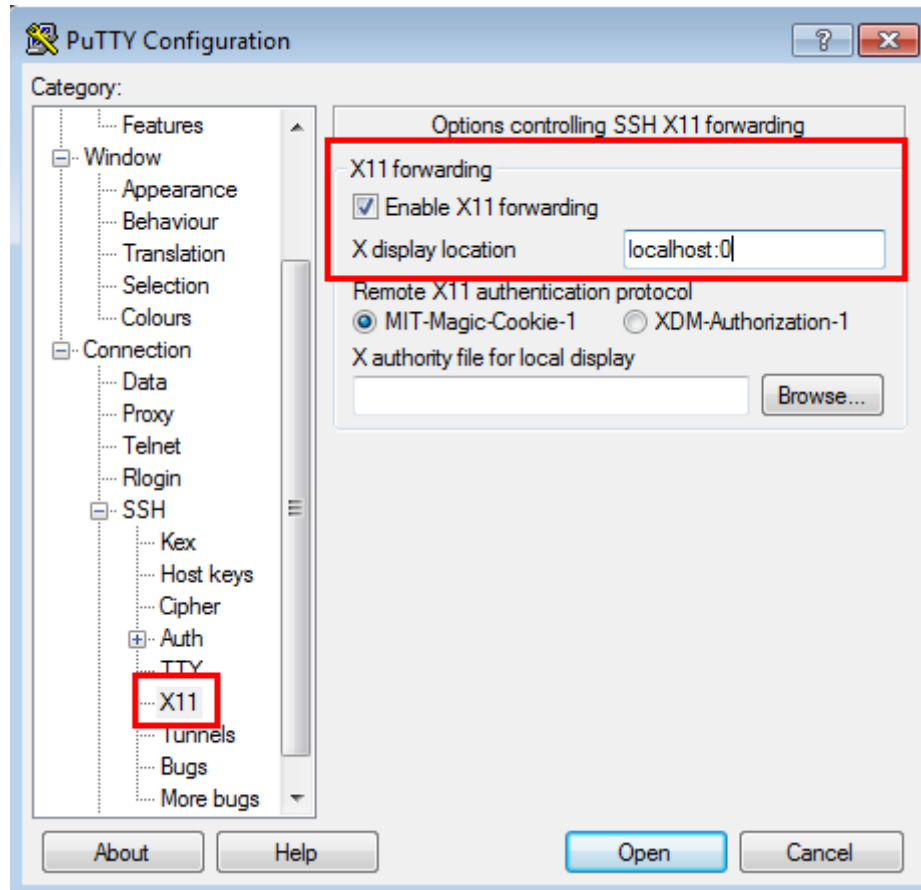 PuTTY Configuration
Category:
Features
Window
Appearance
Behaviour
Translation
Selection
Colours
Connection
Data
Proxy
Telnet
Rlogin
SSH
Kex
Host keys
Cipher
Auth
TTY
X11
Tunnels
Bugs
More bugs
Options controlling SSH X11 forwarding
X11 forwarding
Enable X11 forwarding
X display location localhost:0
Remote X11 authentication protocol
MIT-Magic-Cookie-1 XDM-Authorization-1
X authority file for local display
Browse...
About Help Open Cancel